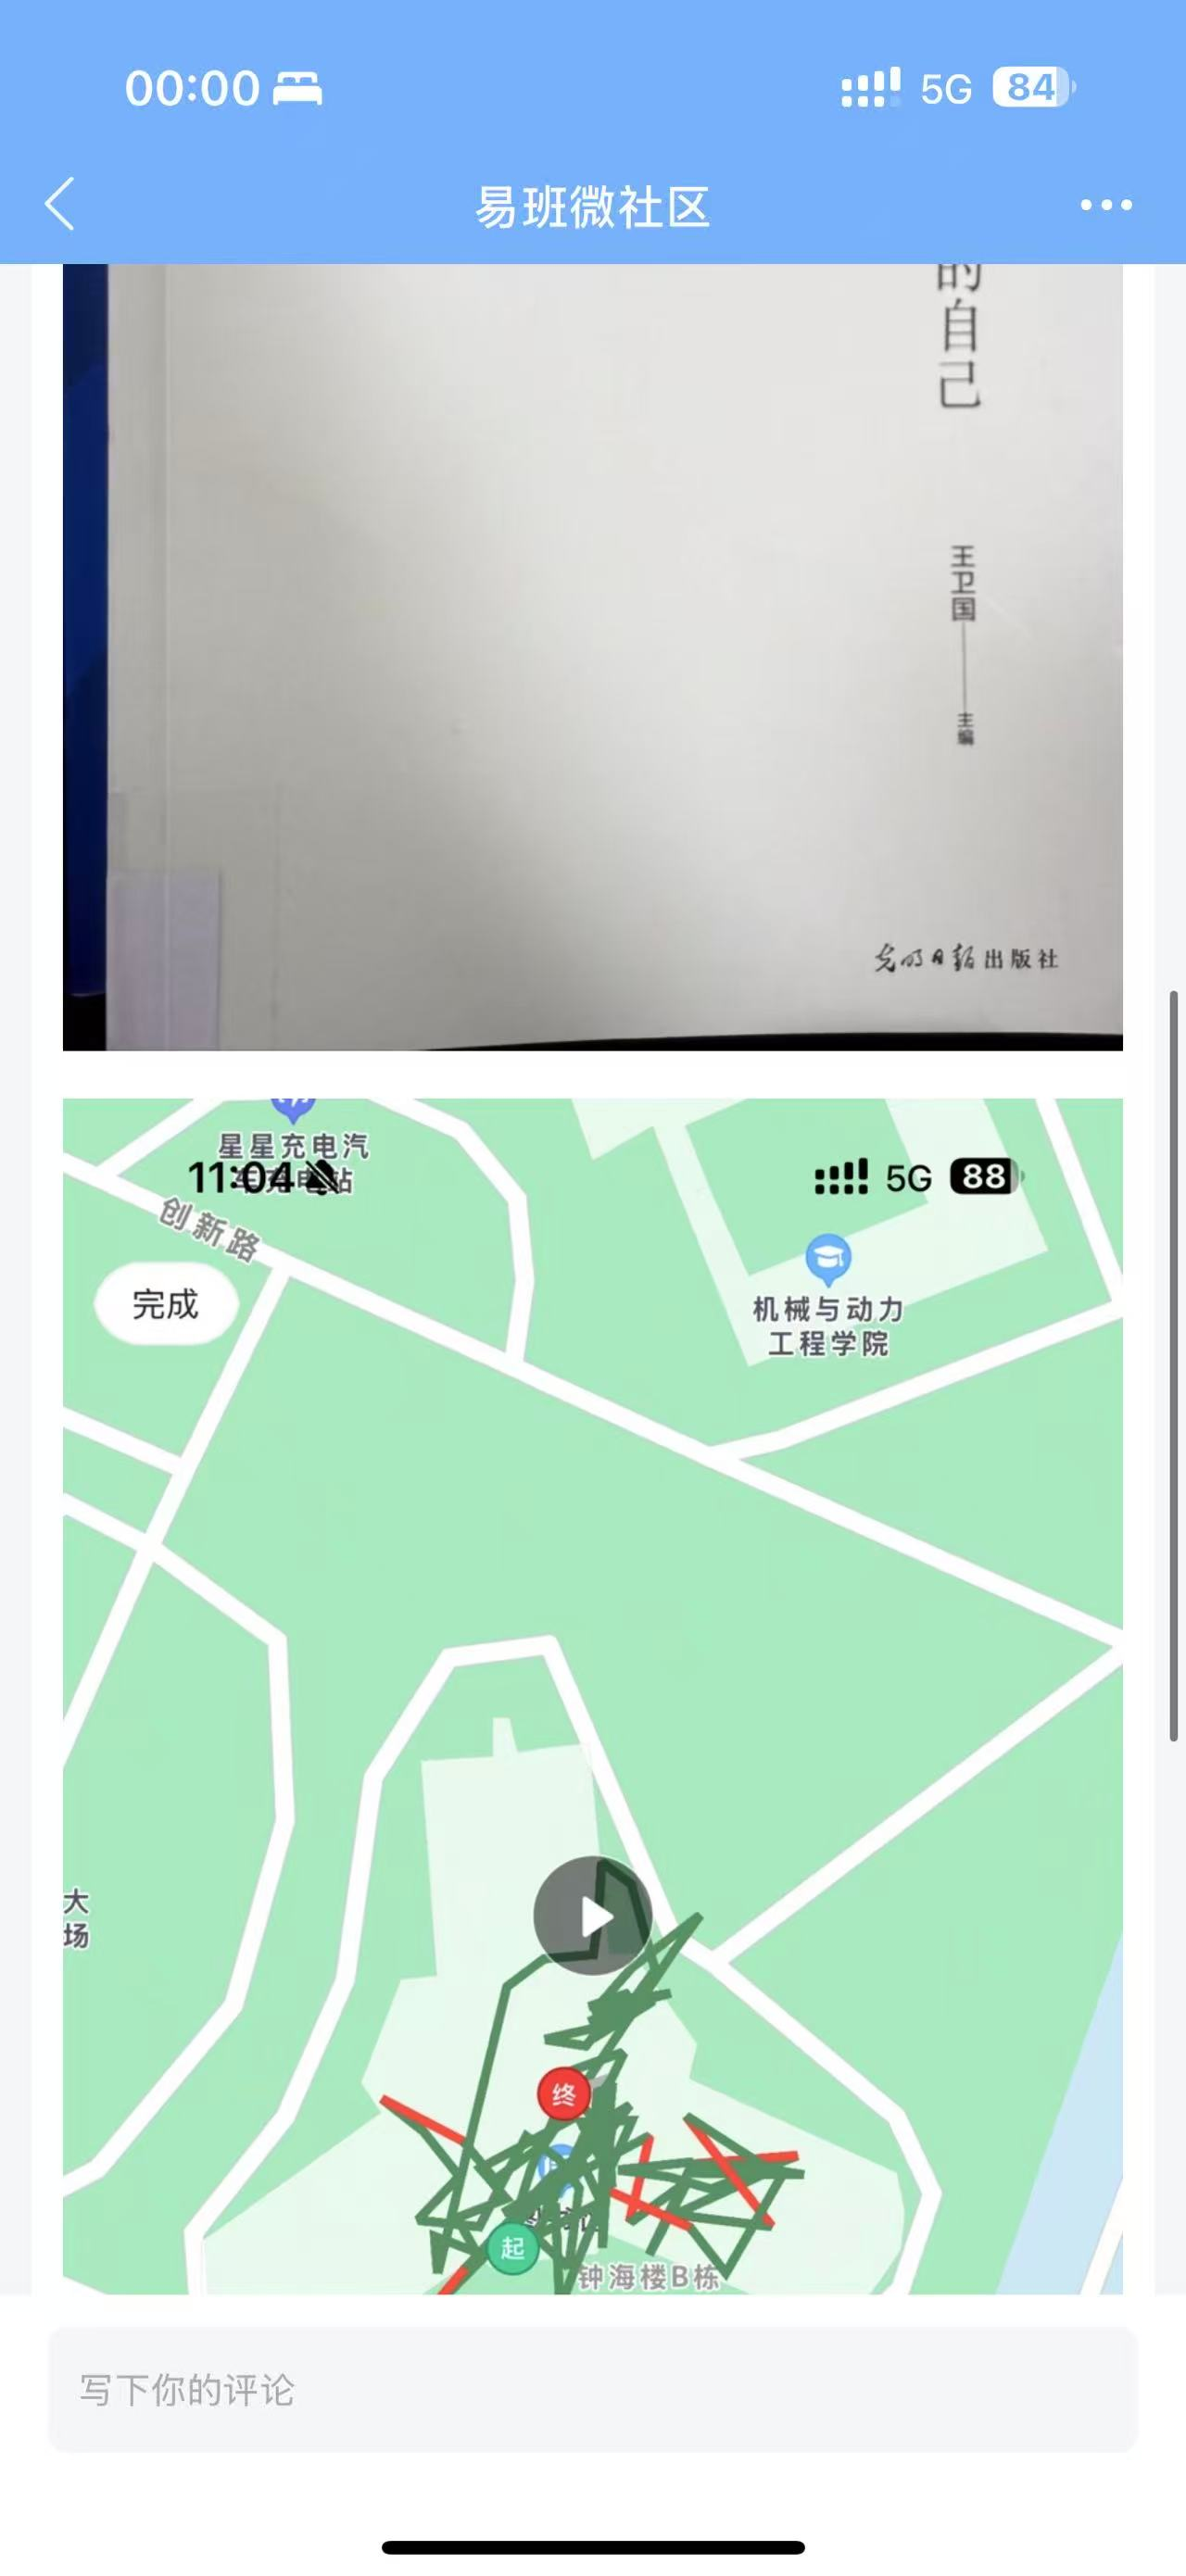 00:00
5G
84
易班微社区
的自己
王卫国
主编
光明日报出版社
星星充电汽
11:04
5G
88
创新路
完成
机械与动力
工程学院
大
场
终
起
钟海楼B栋
写下你的评论